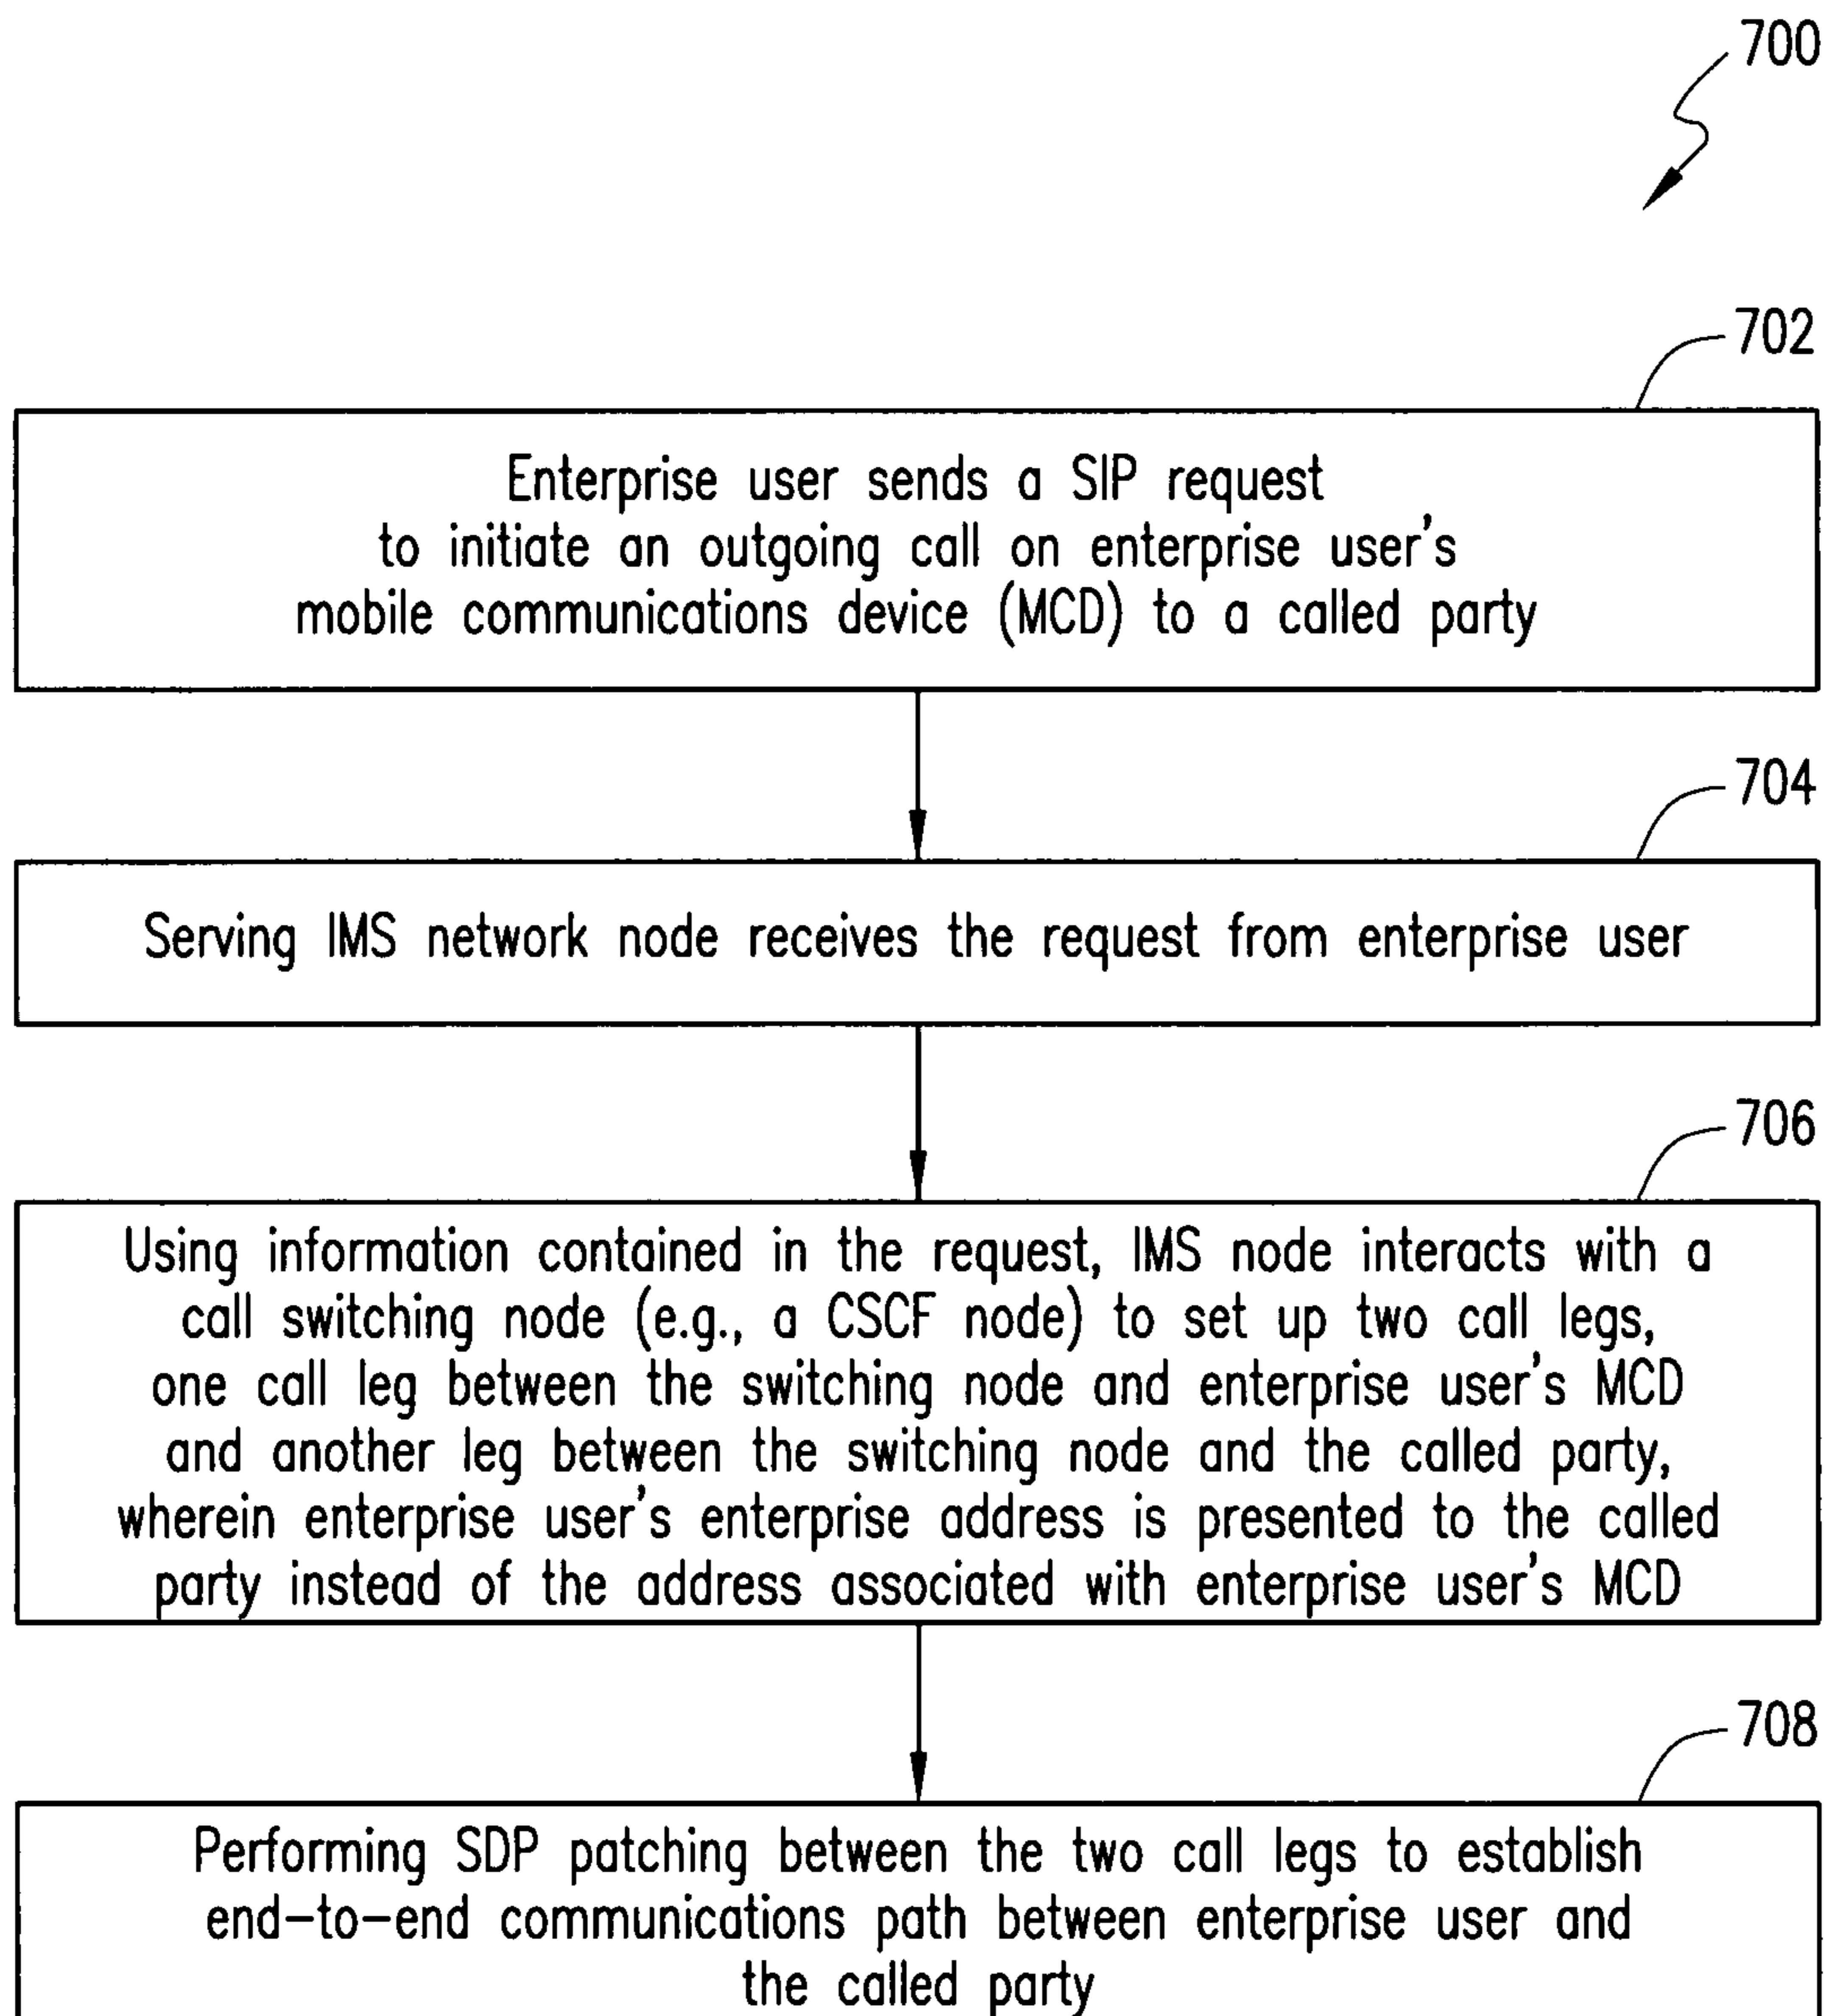 700
702
Enterprise user sends a SIP request
to initiate an outgoing call on enterprise user's
mobile communications device (MCD) to a called party
704
Serving IMS network node receives the request from enterprise user
706
Using information contained in the request, IMS node interacts with a
call switching node (e.g., a CSCF node) to set up two call legs,
one call leg between the switching node and enterprise user's MCD
and another leg between the switching node and the called party,
wherein enterprise user's enterprise address is presented to the called
party instead of the address associated with enterprise user's MCD
708
Performing SDP patching between the two call legs to establish
end-to-end communications path between enterprise user and
the called party